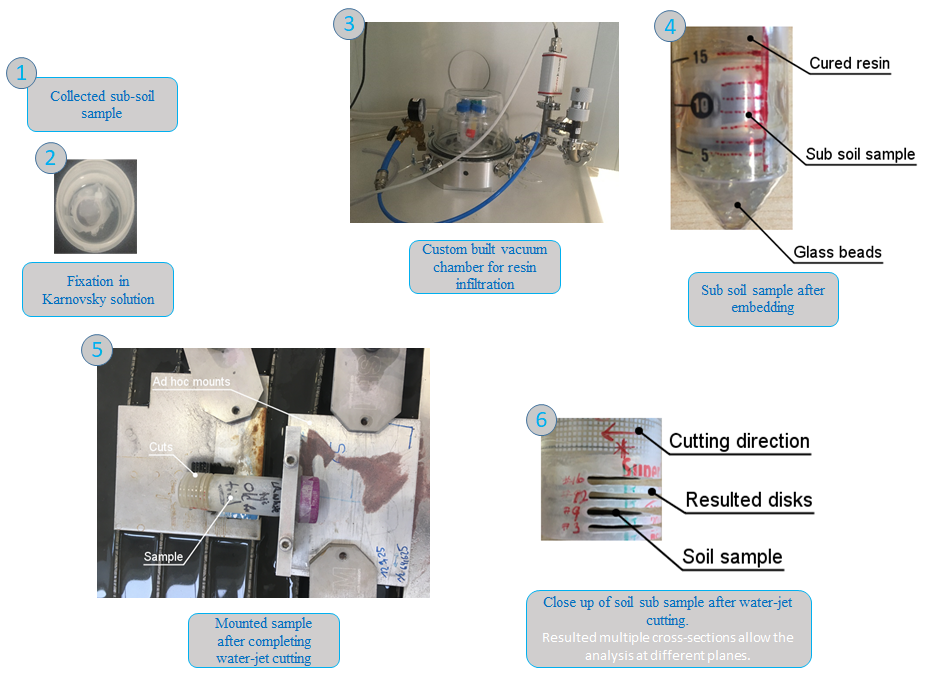 1
Collected sub-soil
sample
2
Fixation in
Karnovsky solution
3
Custom built vacuum
chamber for resin
infiltration
4
15
10
5
Cured resin
Sub soil sample
Glass beads
Sub soil sample after
embedding
5
Ad hoc mounts
Cuts
Sample
Mounted sample
after completing
water-jet cutting
6
Cutting direction
Resulted disks
Soil sample
#9
#3
Close up of soil sub sample after water-jet
cutting.
Resulted multiple cross-sections allow the
analysis at different planes.